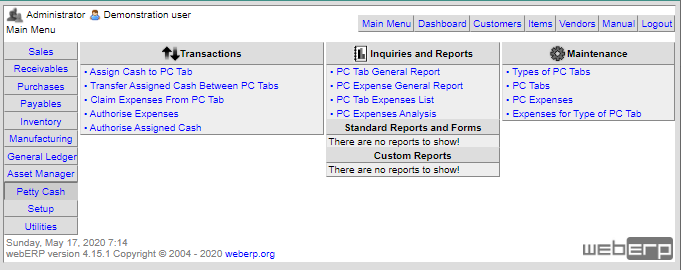 Administrator Demonstration user
Main Menu
Main Menu Dashboard Customers Items Vendors Manual Logout
Sales
Receivables
Purchases
Payables
Inventory
Manufacturing
General Ledger
Asset Manager
Petty Cash
Setup
Utilities
Transactions
• Assign Cash to PC Tab
• Transfer Assigned Cash Between PC Tabs
• Claim Expenses From PC Tab
• Authorise Expenses
• Authorise Assigned Cash
Inquiries and Reports
• PC Tab General Report
• PC Expense General Report
• PC Tab Expenses List
• PC Expenses Analysis
Standard Reports and Forms
There are no reports to show!
Custom Reports
There are no reports to show!
Maintenance
• Types of PC Tabs
• PC Tabs
• PC Expenses
• Expenses for Type of PC Tab
Sunday, May 17, 2020 7:14
webERP version 4.15.1 Copyright © 2004 - 2020 weberp.org
weberp